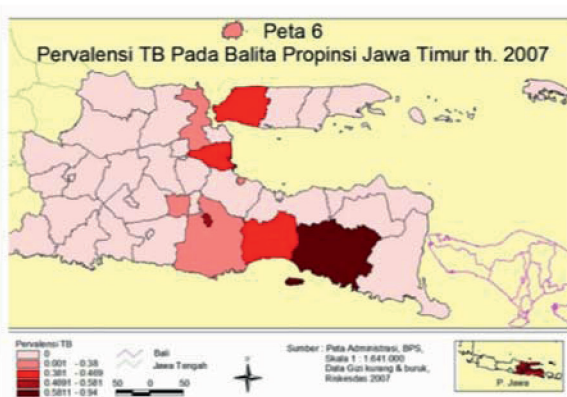 Peta 6
Pervalensi TB Pada Balita Propinsi Jawa Timur th. 2007
Pervalensi TB
0
0.001 - 0.38
0.381 - 0.469
0.4691 - 0.581
0.5811 - 0.94
Bali
Jawa Tengah
50 0 50
Sumber : Peta Administrasi, BPS,
Skala 1 : 1.641.000
Data Gizi kurang & buruk,
Riskesdas 2007
P. Jawa